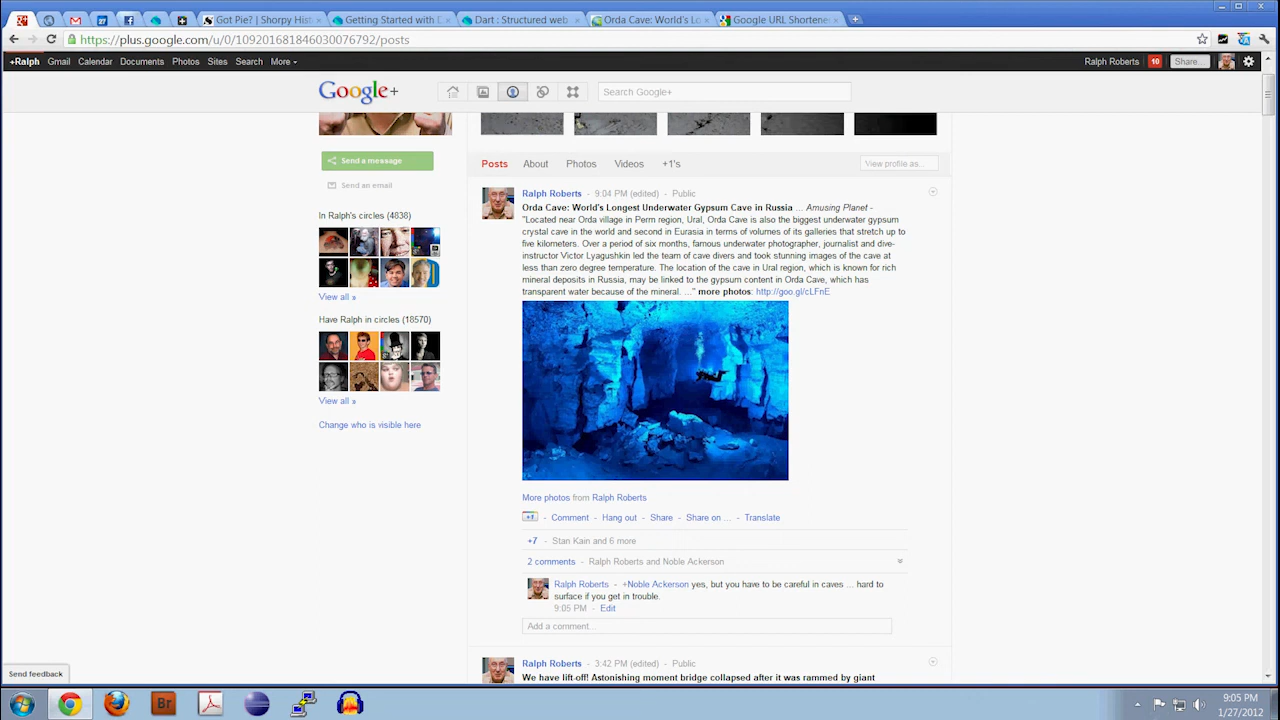 Got Pie? | Shorpy Hist
Getting Started with D
Dart : Structured web
Orda Cave: World's Lo
Google URL Shortene
https://plus.google.com/u/0/109201681846030076792/posts
+Ralph Gmail Calendar Documents Photos Sites Search More
Ralph Roberts 10 Share...
Google+
Search Google+
Send a message
Send an email
In Ralph's circles (4838)
View all »
Have Ralph in circles (18570)
View all »
Change who is visible here
Posts About Photos Videos +1's
View profile as...
Ralph Roberts - 9:04 PM (edited) - Public
Orda Cave: World's Longest Underwater Gypsum Cave in Russia ... Amusing Planet -
"Located near Orda village in Perm region, Ural, Orda Cave is also the biggest underwater gypsum
crystal cave in the world and second in Eurasia in terms of volumes of its galleries that stretch up to
five kilometers. Over a period of six months, famous underwater photographer, journalist and dive-
instructor Victor Lyagushkin led the team of cave divers and took stunning images of the cave at
less than zero degree temperature. The location of the cave in Ural region, which is known for rich
mineral deposits in Russia, may be linked to the gypsum content in Orda Cave, which has
transparent water because of the mineral. ..." more photos: http://goo.gl/cLFnE
More photos from Ralph Roberts
+1 - Comment - Hang out - Share - Share on ... - Translate
+7 - Stan Kain and 6 more
2 comments - Ralph Roberts and Noble Ackerson
Ralph Roberts - +Noble Ackerson yes, but you have to be careful in caves ... hard to
surface if you get in trouble.
9:05 PM - Edit
Add a comment...
Ralph Roberts - 3:42 PM (edited) - Public
We have lift-off! Astonishing moment bridge collapsed after it was rammed by giant
Send feedback
Br
9:05 PM
1/27/2012